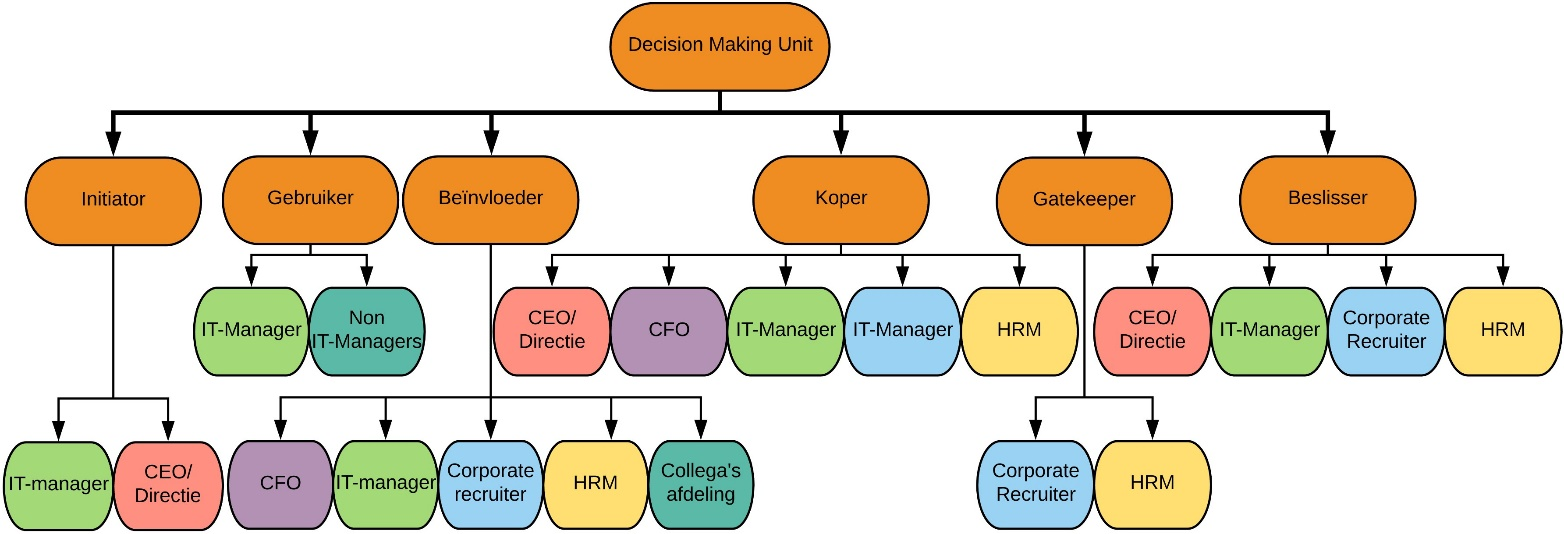 Decision Making Unit
Initiator
Gebruiker
Beïnvloeder
Koper
Gatekeeper
Beslisser
IT-Manager
Non
IT-Managers
CEO/
Directie
CFO
IT-Manager
IT-Manager
HRM
CEO/
Directie
IT-Manager
Corporate
Recruiter
HRM
IT-manager
CEO/
Directie
CFO
IT-manager
Corporate
recruiter
HRM
Collega's
afdeling
Corporate
Recruiter
HRM